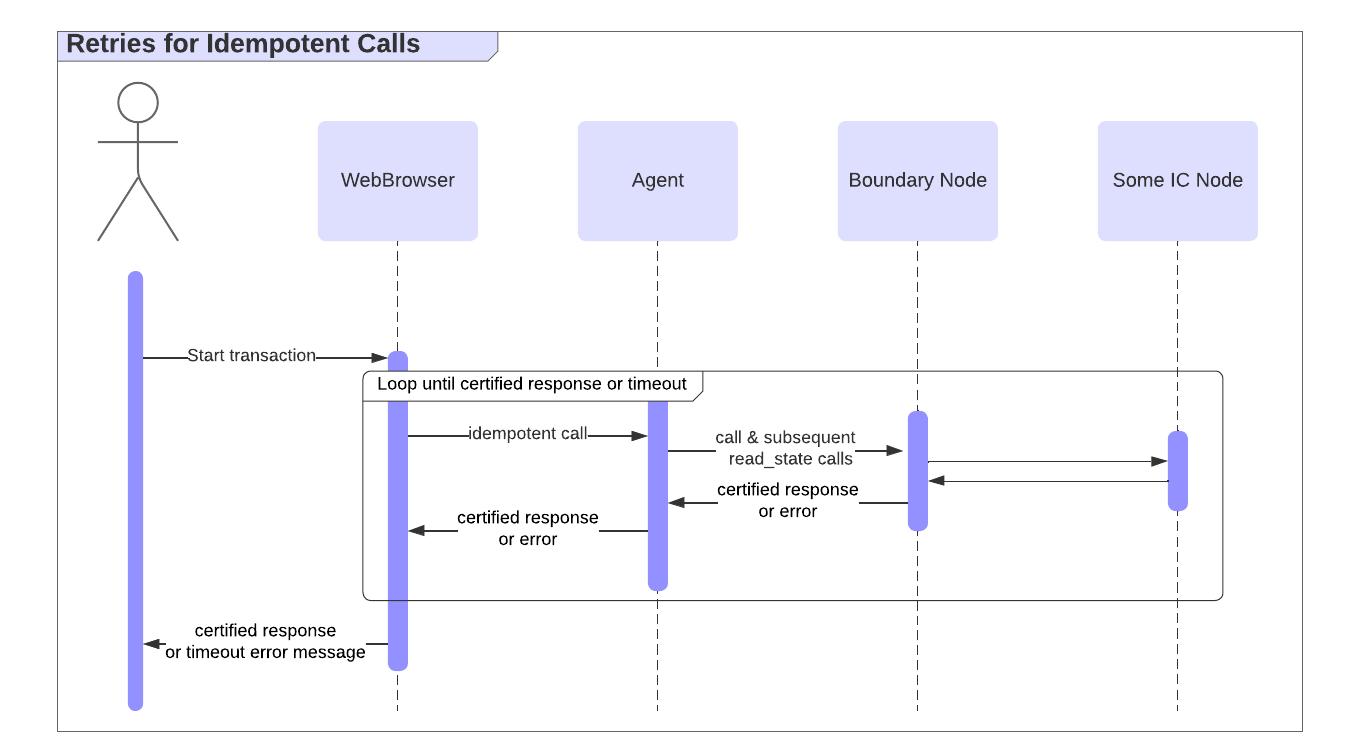 Retries for Idempotent Calls
WebBrowser
Agent
Boundary Node
Some IC Node
Start transaction
Loop until certified response or timeout
idempotent call
call & subsequent
read_state calls
certified response
or error
certified response
or error
certified response
or timeout error message